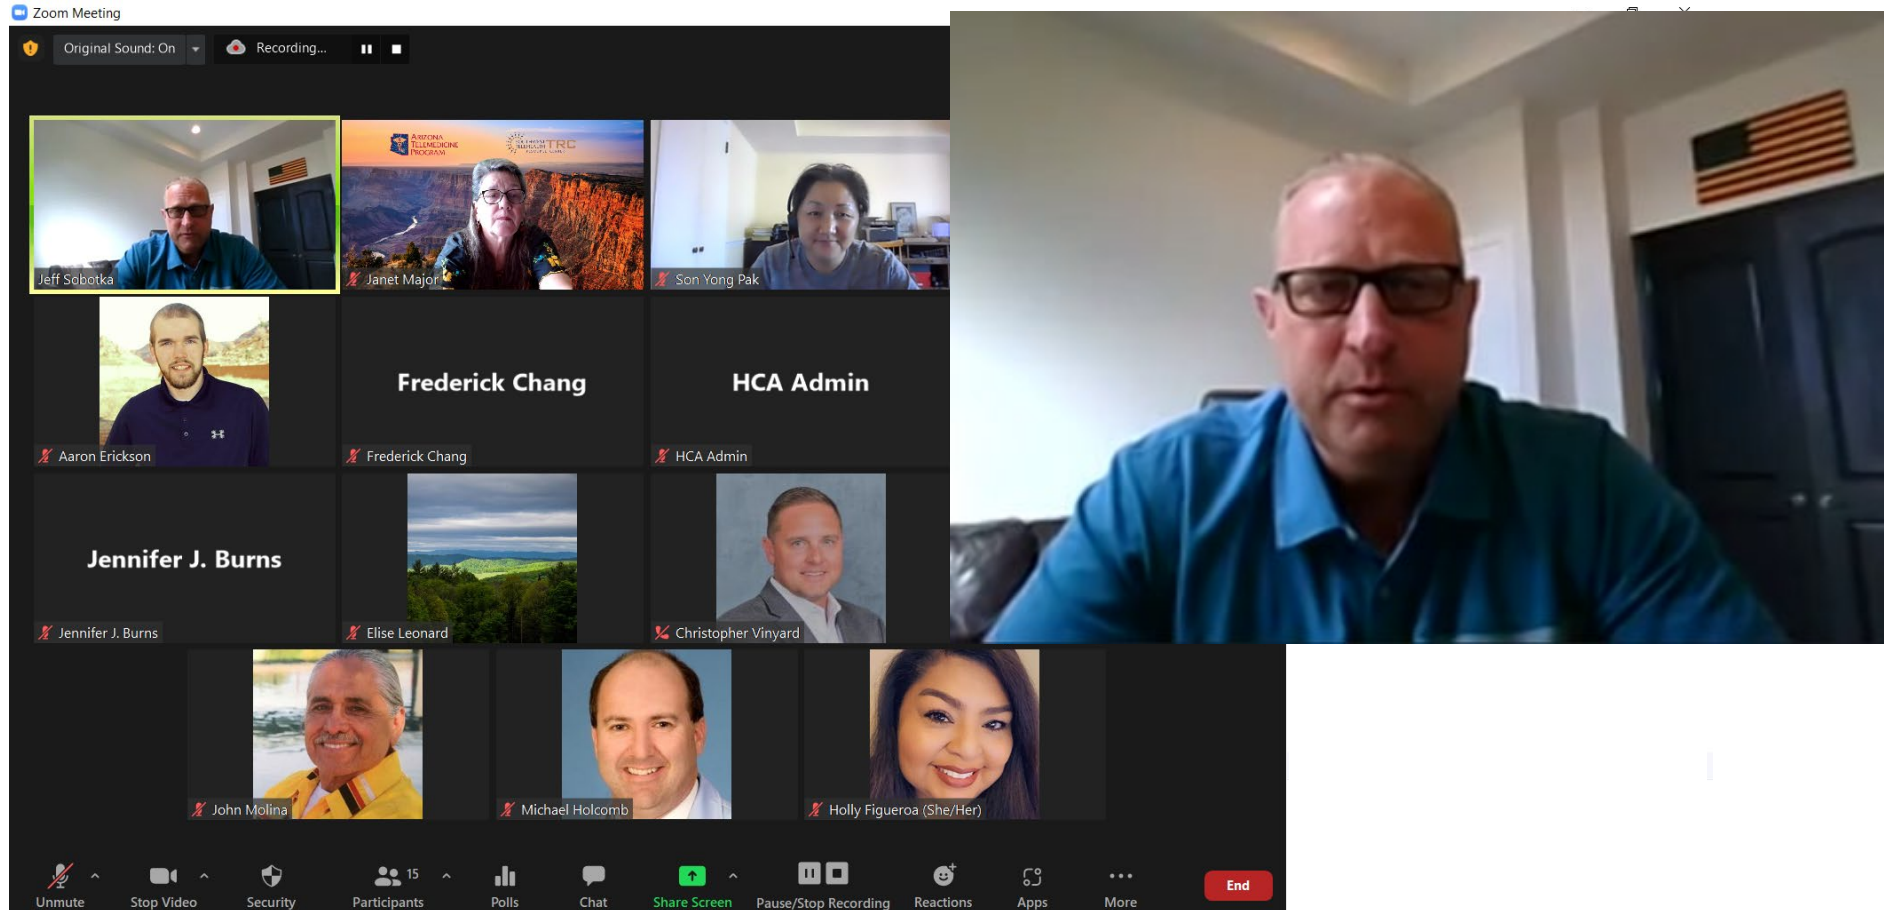 Zoom Meeting
Original Sound: On
Recording...
ARIZONA
TELEMEDICINE
PROGRAM
TRC
Jeff Sobotka
Janet Major
Son Yong Pak
Frederick Chang
HCA Admin
Aaron Erickson
Frederick Chang
HCA Admin
Jennifer J. Burns
Jennifer J. Burns
Elise Leonard
Christopher Vinyard
John Molina
Michael Holcomb
Holly Figueroa (She/Her)
15
Unmute
Stop Video
Security
Participants
Polls
Chat
Share Screen
Pause/Stop Recording
Reactions
Apps
More
End